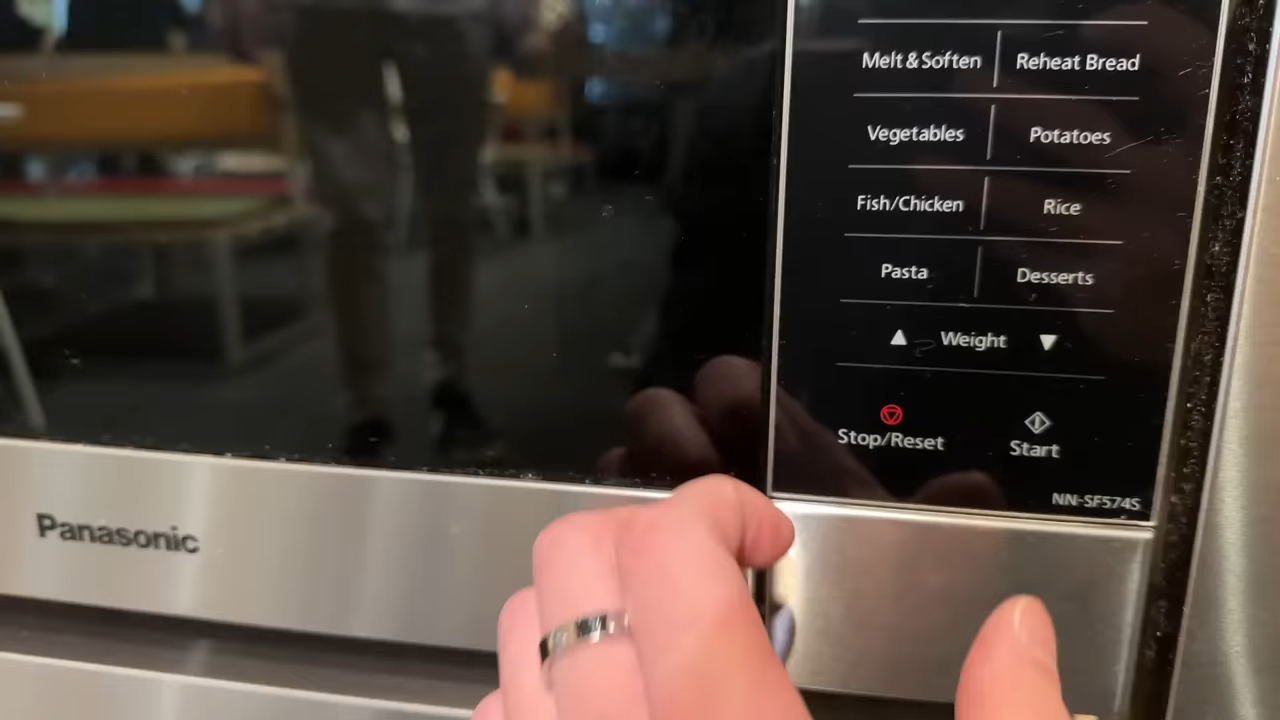 Melt & Soften
Reheat Bread
Vegetables
Potatoes
Fish/Chicken
Rice
Pasta
Desserts
Weight
Stop/Reset
Start
NN-SF574S
Panasonic